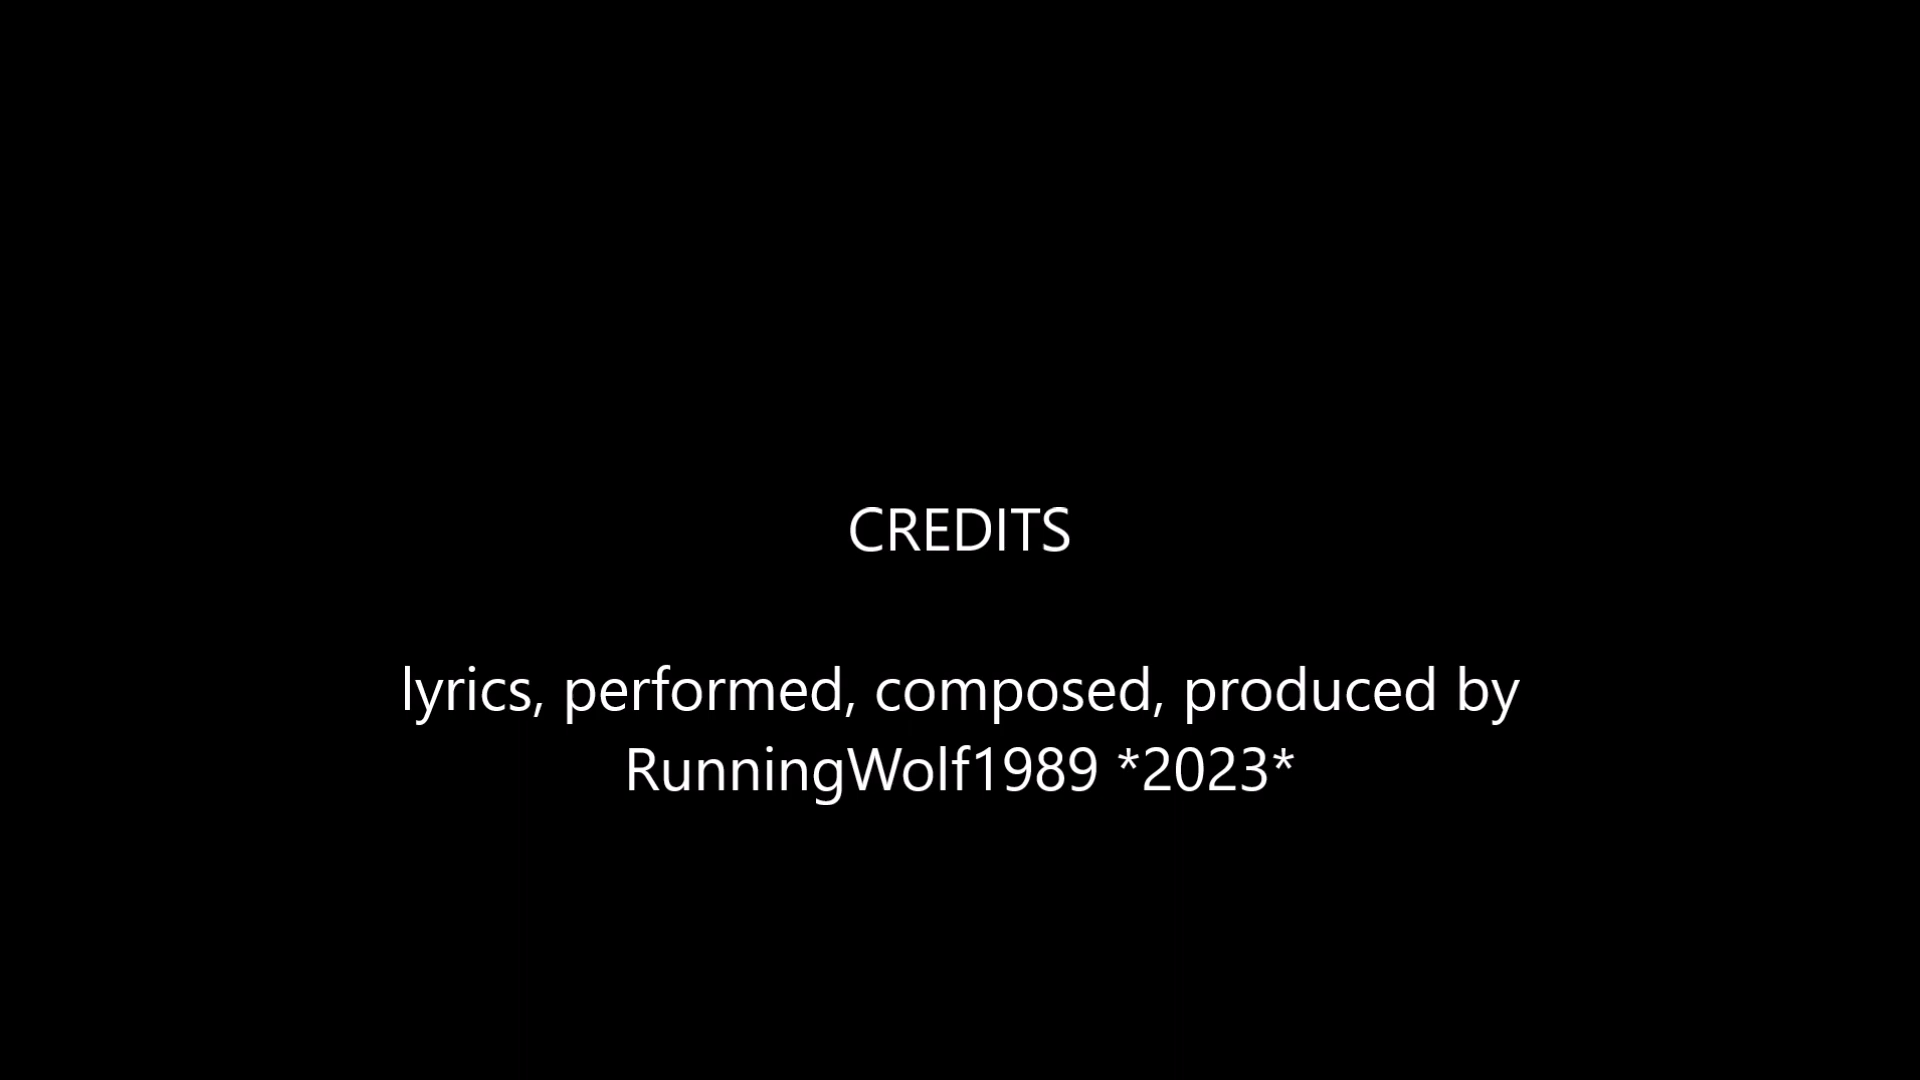 CREDITS
lyrics, performed, composed, produced by
RunningWolf1989 *2023*